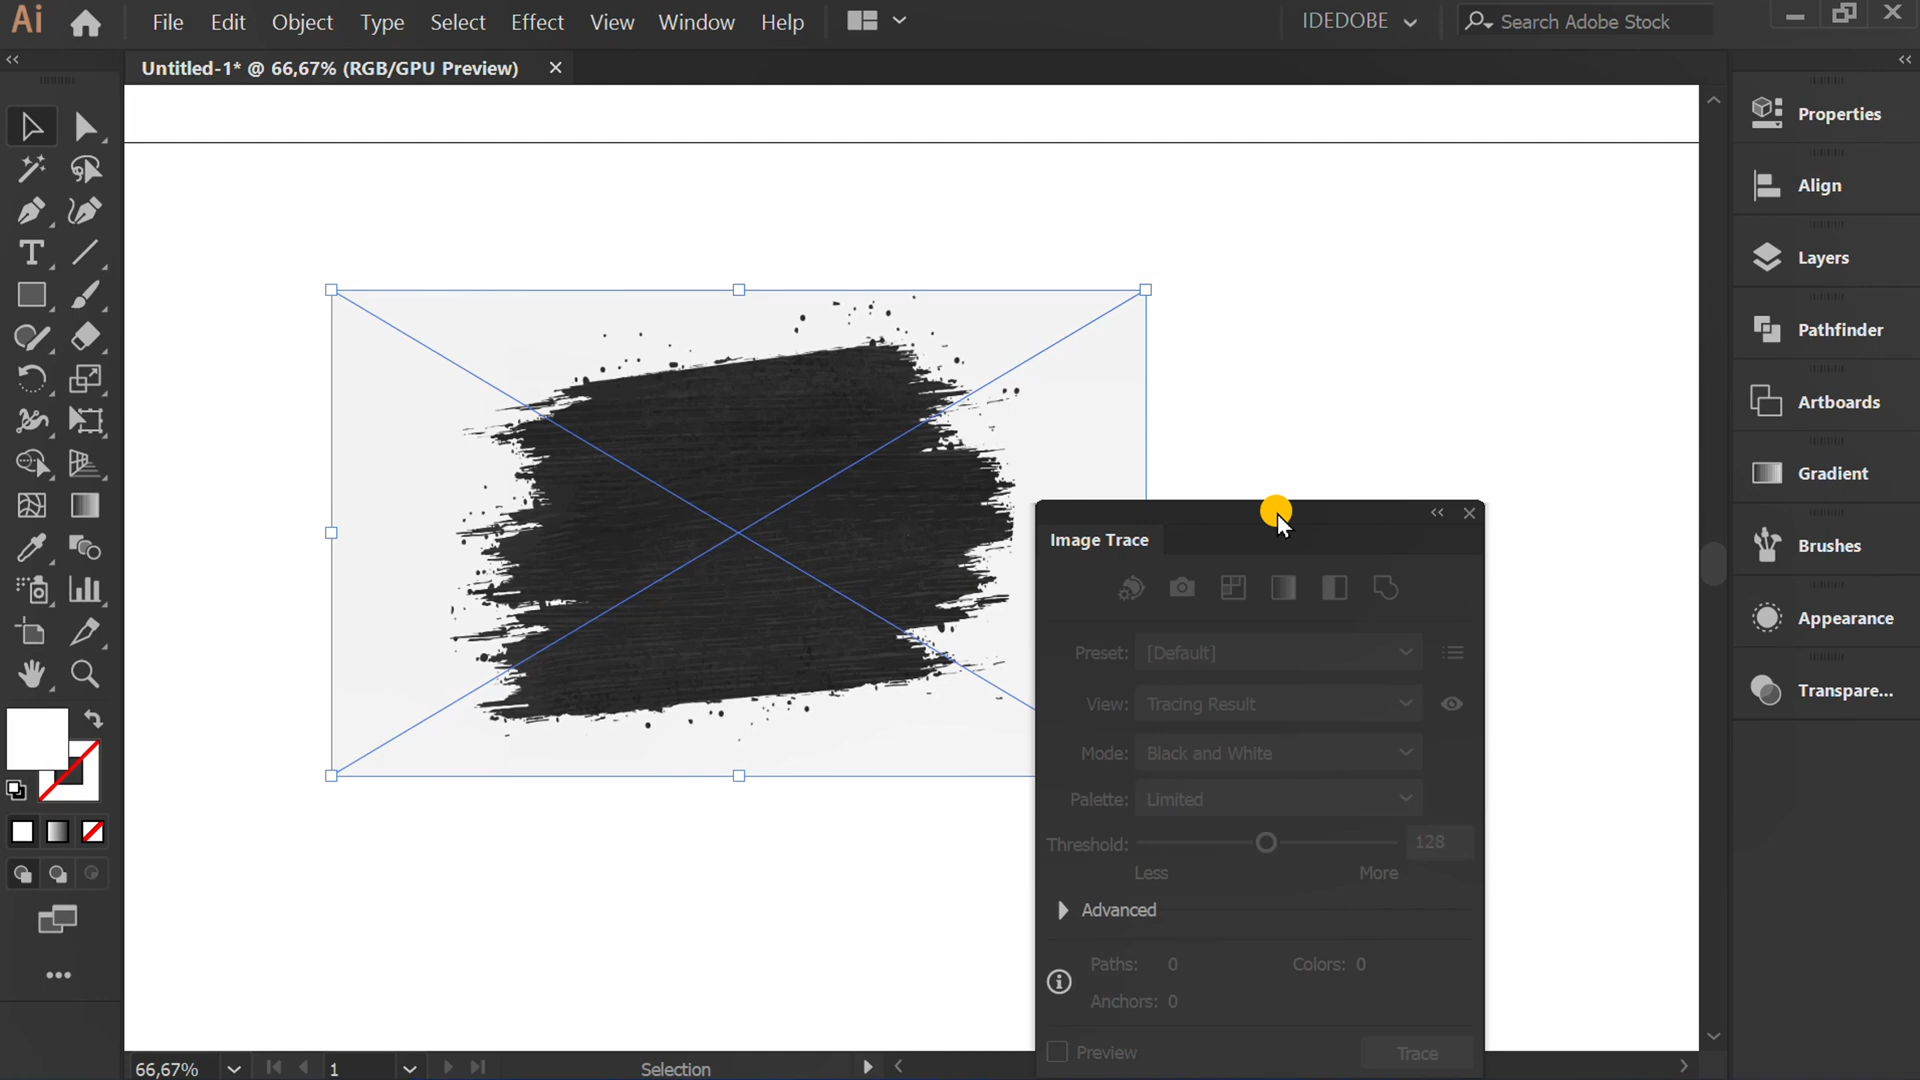 Ai File Edit Object Type Select Effect View Window Help IDEDOBE Search Adobe Stock
Untitled-1* @ 66,67% (RGB/GPU Preview)
Properties
Align
Layers
Pathfinder
Artboards
Gradient
Brushes
Appearance
Transpare...
Image Trace
Preset: [Default]
View: Tracing Result
Mode: Black and White
Palette: Limited
Threshold: 128
Less More
Advanced
Paths: 0 Colors: 0
Anchors: 0
Preview Trace
66,67% 1 Selection